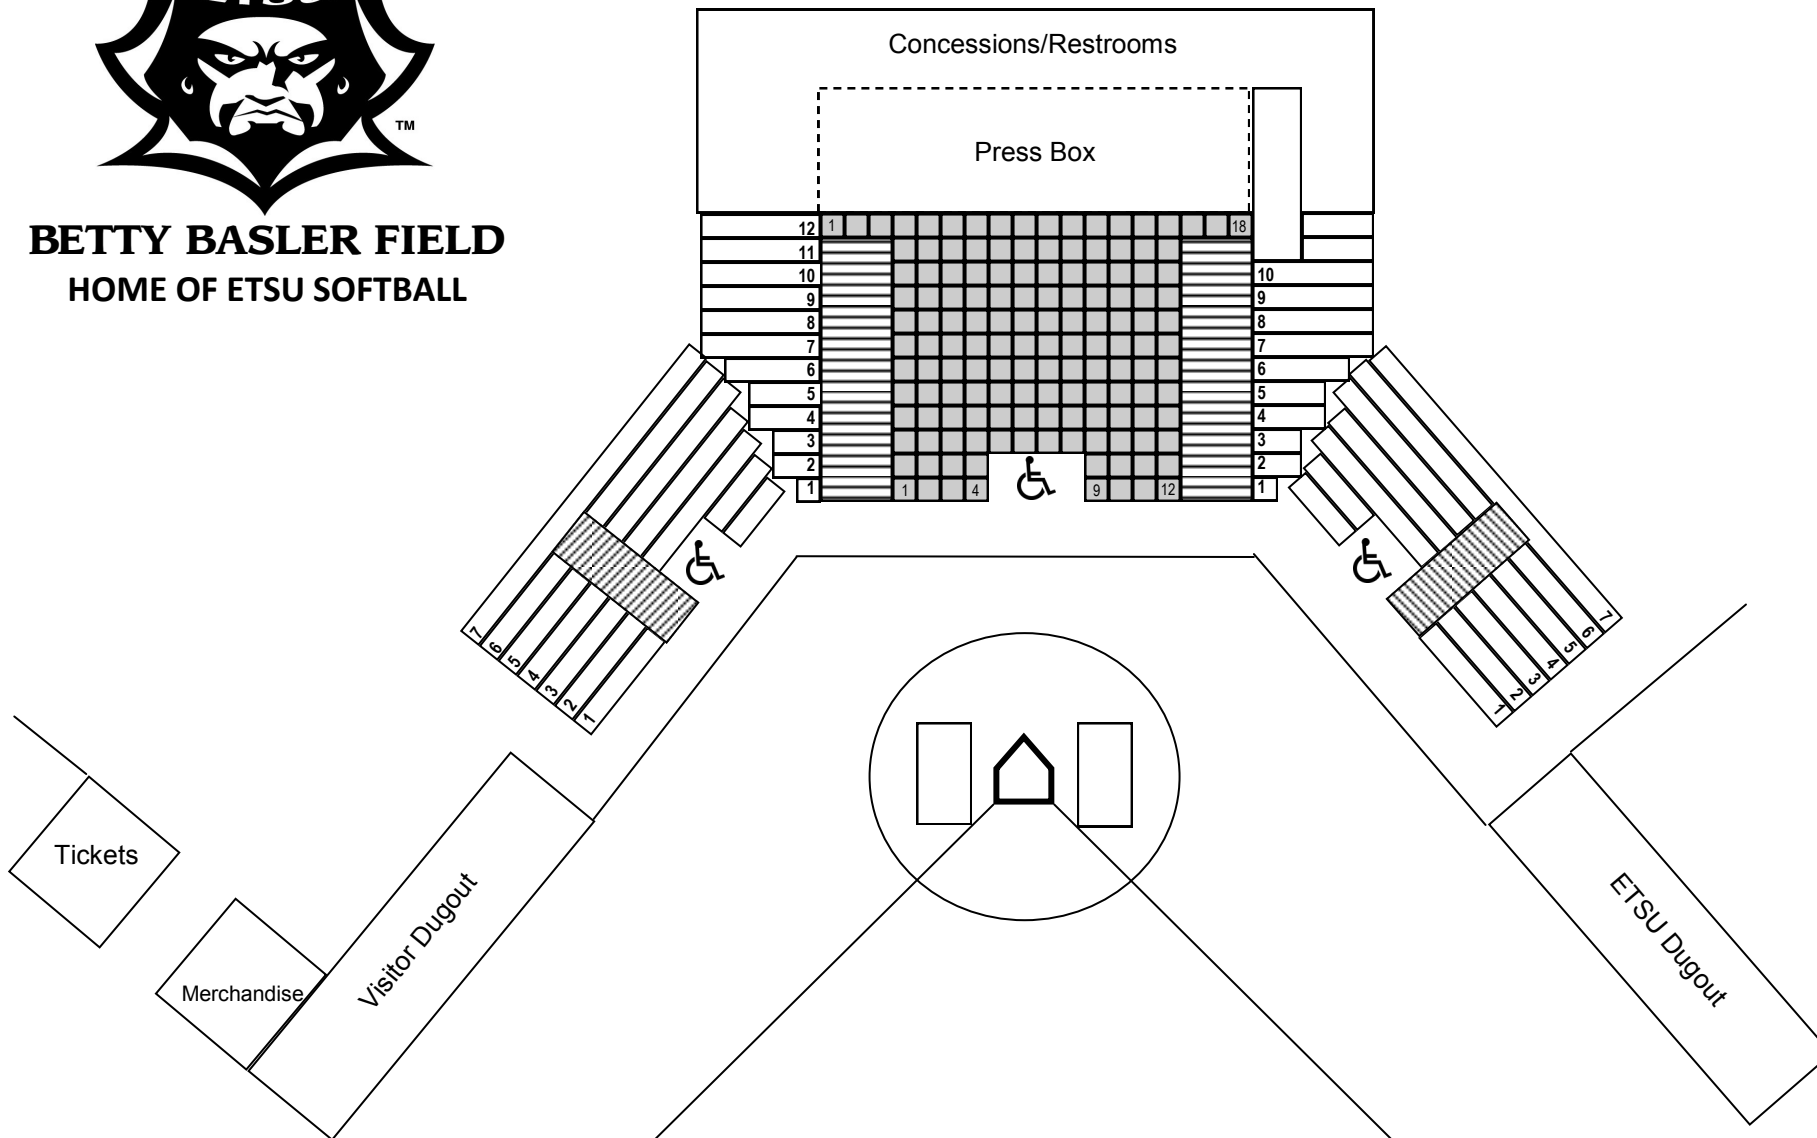 ETSU
TM
BETTY BASLER FIELD
HOME OF ETSU SOFTBALL
Concessions/Restrooms
Press Box
12 1 18
11
10 10
9 9
8 8
7 7
6 6
5 5
4 4
3 3
2 2
1 1 4 9 12 1
7
6
5
4
3
2
1
7
6
5
4
3
2
1
Tickets
Merchandise
Visitor Dugout
ETSU Dugout